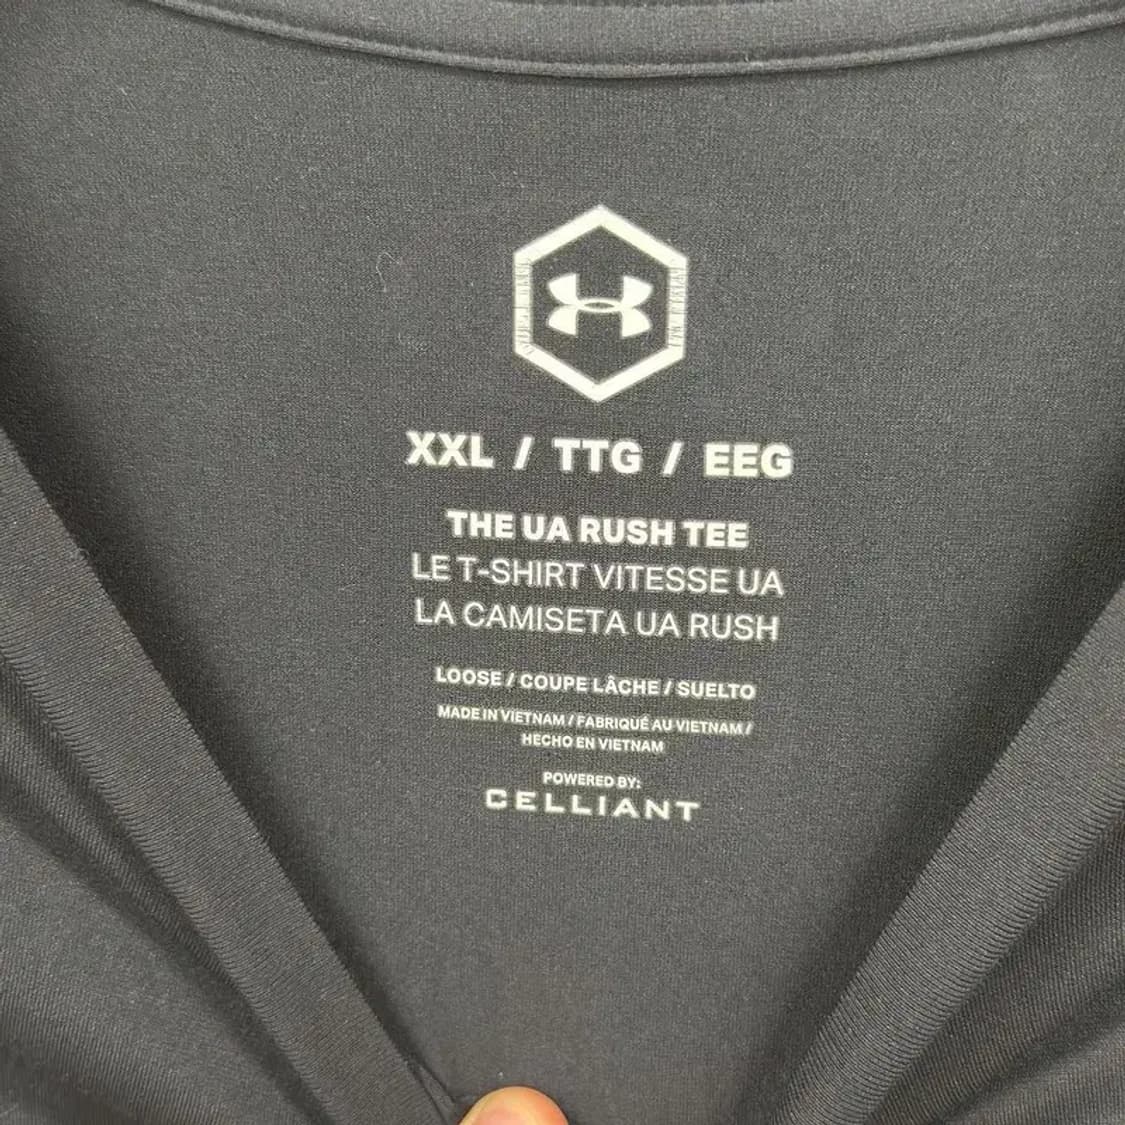 XXL / TTG / EEG
THE UA RUSH TEE
LE T-SHIRT VITESSE UA
LA CAMISETA UA RUSH
LOOSE / COUPE LÂCHE / SUELTO
MADE IN VIETNAM / FABRIQUÉ AU VIETNAM /
HECHO EN VIETNAM
POWERED BY:
CELLIANT